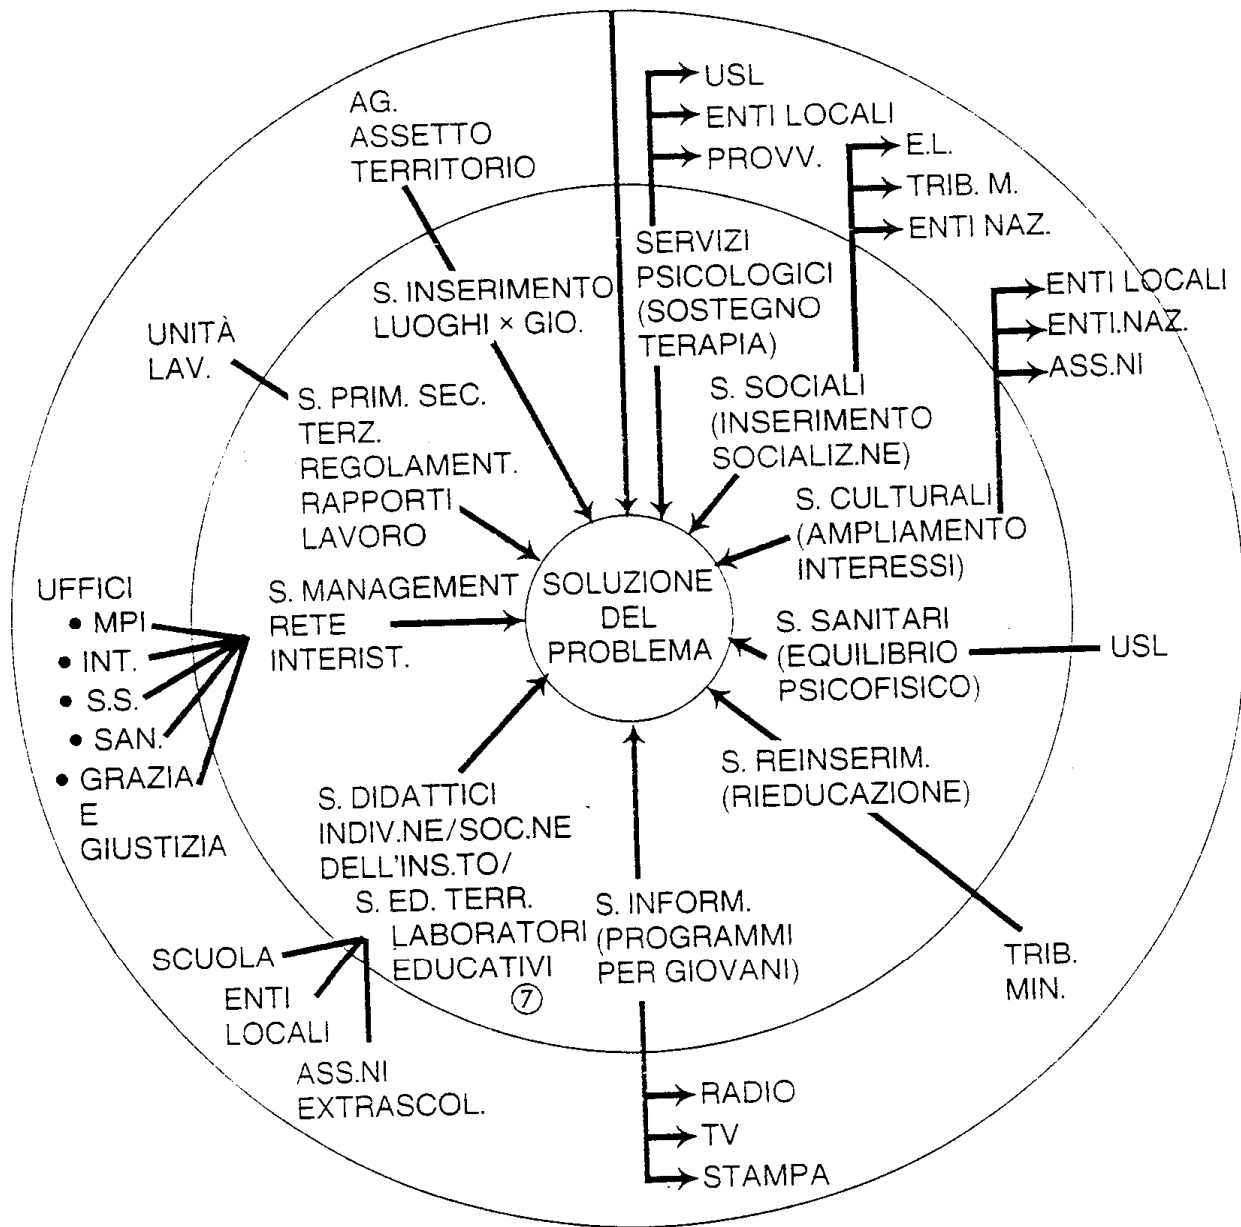 USL
ENTI LOCALI
PROVV.
AG.
ASSETTO
TERRITORIO
E.L.
TRIB. M.
ENTI NAZ.
SERVIZI
PSICOLOGICI
(SOSTEGNO
TERAPIA)
S. INSERIMENTO
LUOGHI × GIO.
ENTI LOCALI
ENTI.NAZ.
ASS.NI
UNITÀ
LAV.
S. PRIM. SEC.
TERZ.
REGOLAMENT.
RAPPORTI
LAVORO
S. SOCIALI
(INSERIMENTO
SOCIALIZ.NE)
S. CULTURALI
(AMPLIAMENTO
INTERESSI)
UFFICI
• MPI
• INT.
• S.S.
• SAN.
• GRAZIA
E
GIUSTIZIA
S. MANAGEMENT
RETE
INTERIST.
SOLUZIONE
DEL
PROBLEMA
S. SANITARI
(EQUILIBRIO
PSICOFISICO)
USL
S. REINSERIM.
(RIEDUCAZIONE)
TRIB.
MIN.
S. DIDATTICI
INDIV.NE/SOC.NE
DELL'INS.TO/
S. ED. TERR.
LABORATORI
EDUCATIVI
7
S. INFORM.
(PROGRAMMI
PER GIOVANI)
SCUOLA
ENTI
LOCALI
ASS.NI
EXTRASCOL.
RADIO
TV
STAMPA